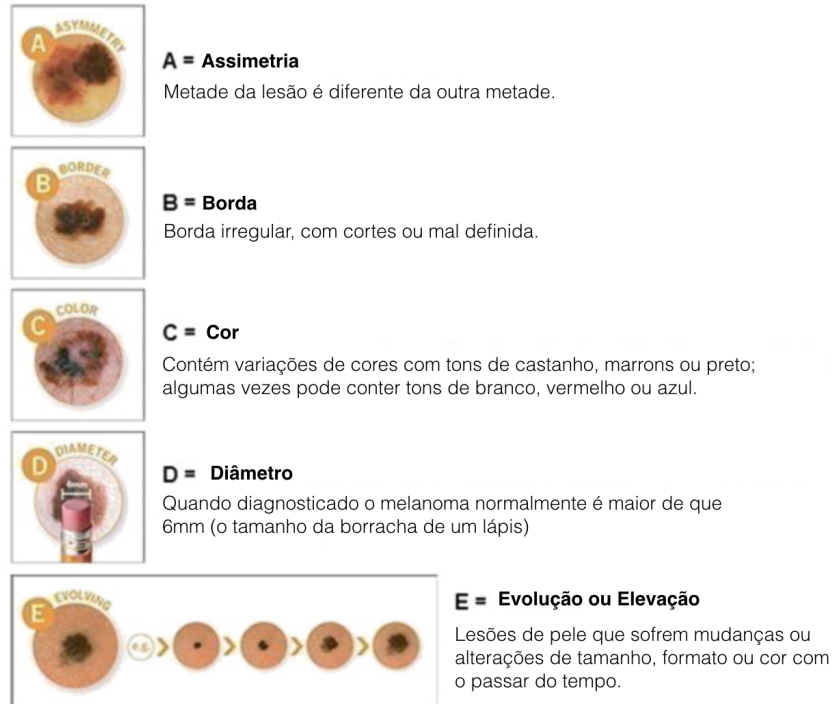 A ASYMMETRY
A = Assimetria
Metade da lesão é diferente da outra metade.
B BORDER
B = Borda
Borda irregular, com cortes ou mal definida.
C COLOR
C = Cor
Contém variações de cores com tons de castanho, marrons ou preto;
algumas vezes pode conter tons de branco, vermelho ou azul.
D DIAMETER
6mm
D = Diâmetro
Quando diagnosticado o melanoma normalmente é maior de que
6mm (o tamanho da borracha de um lápis)
E EVOLVING
e.g.
E = Evolução ou Elevação
Lesões de pele que sofrem mudanças ou
alterações de tamanho, formato ou cor com
o passar do tempo.